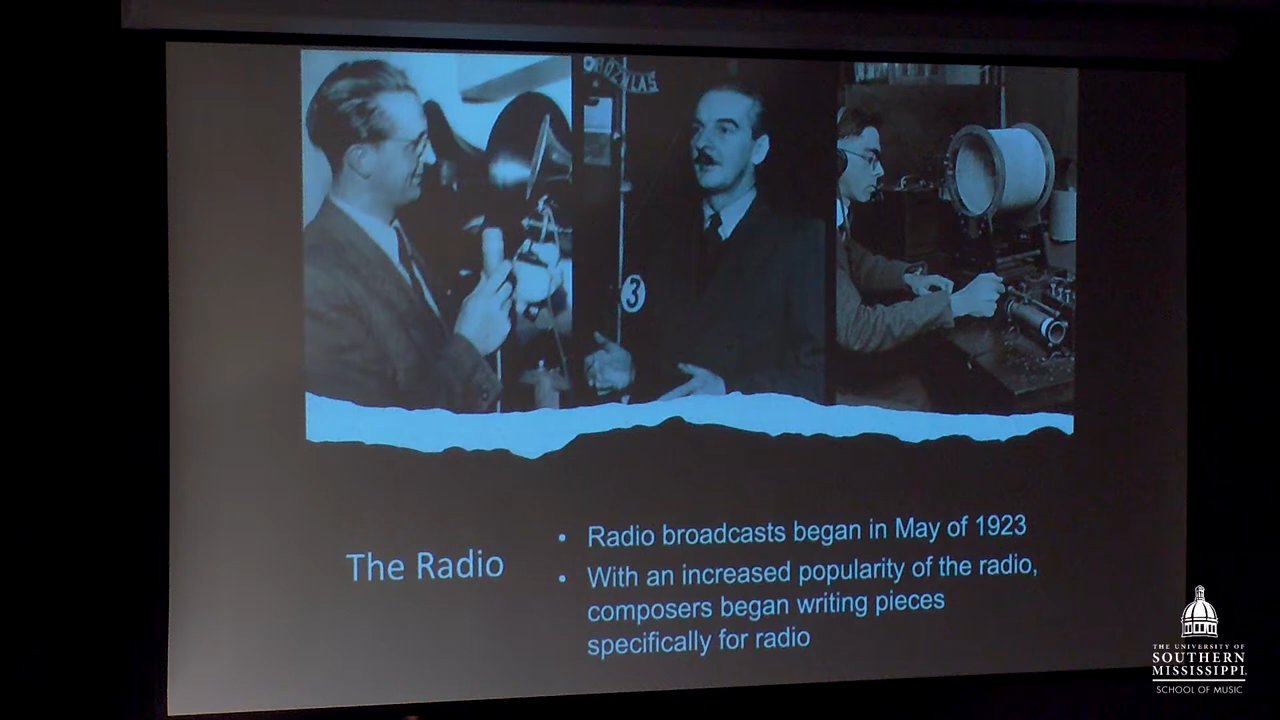 ROZHLAS
3
The Radio
• Radio broadcasts began in May of 1923
• With an increased popularity of the radio,
composers began writing pieces
specifically for radio
THE UNIVERSITY OF
SOUTHERN
MISSISSIPPI.
SCHOOL OF MUSIC